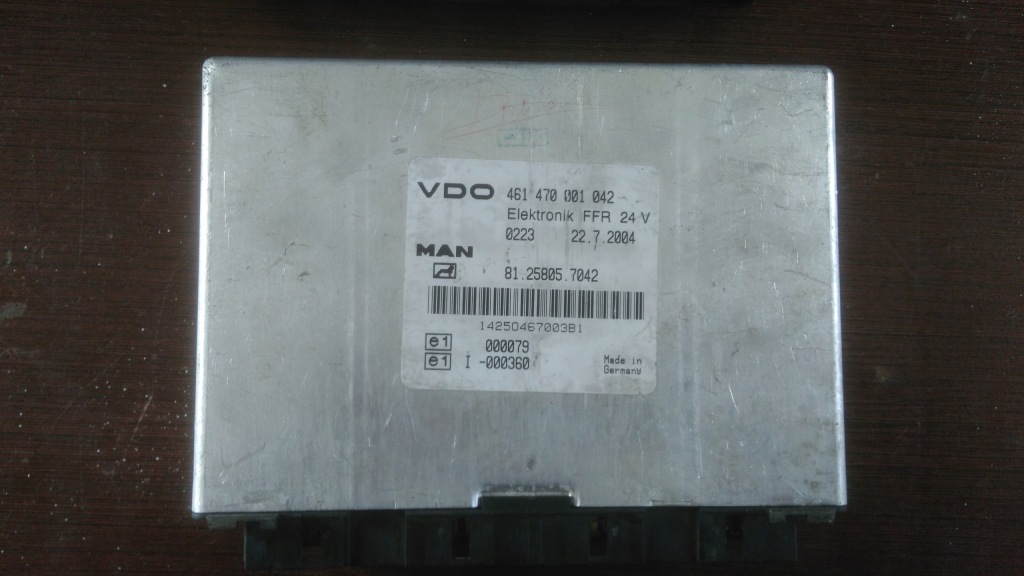 VDO 461 470 001 042
Elektronik FFR 24 V
0223 22.7.2004
MAN
81.25805.7042
14250467003B1
e1 000079
e1 I -000360
Made in
Germany